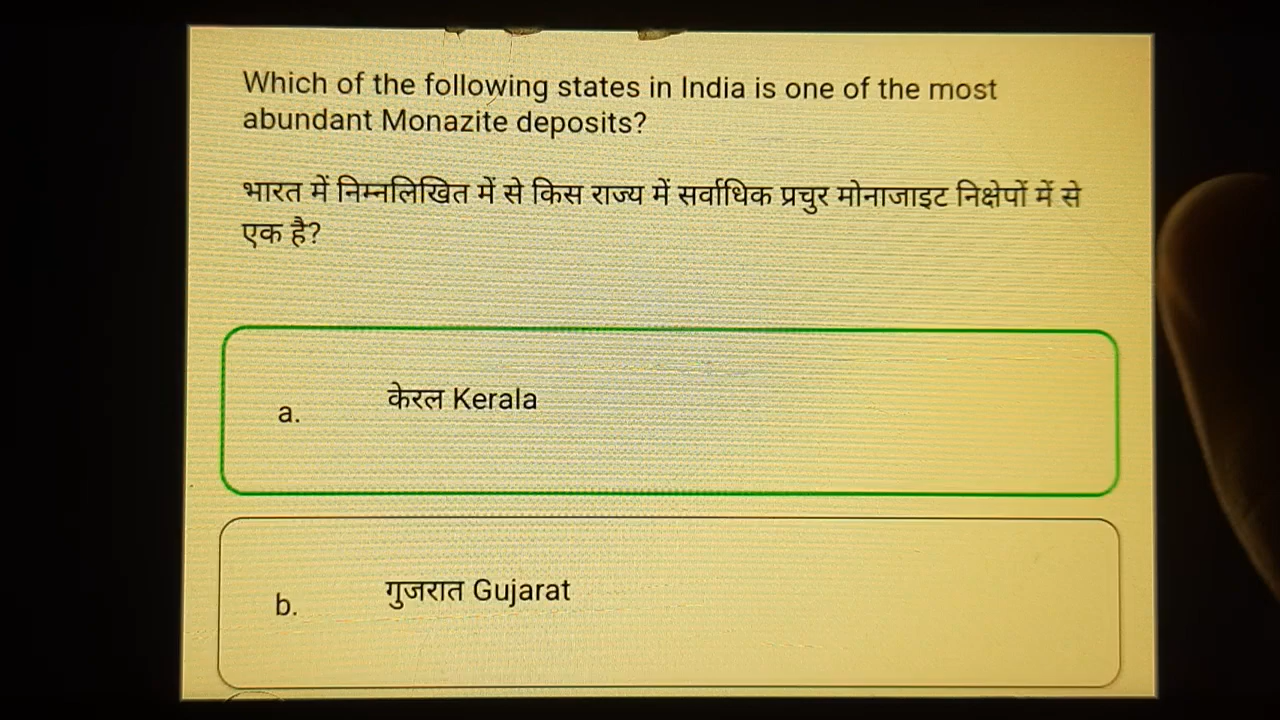 Which of the following states in India is one of the most
abundant Monazite deposits?
भारत में निम्नलिखित में से किस राज्य में सर्वाधिक प्रचुर मोनाजाइट निक्षेपों में से
एक है?
a. केरल Kerala
b. गुजरात Gujarat